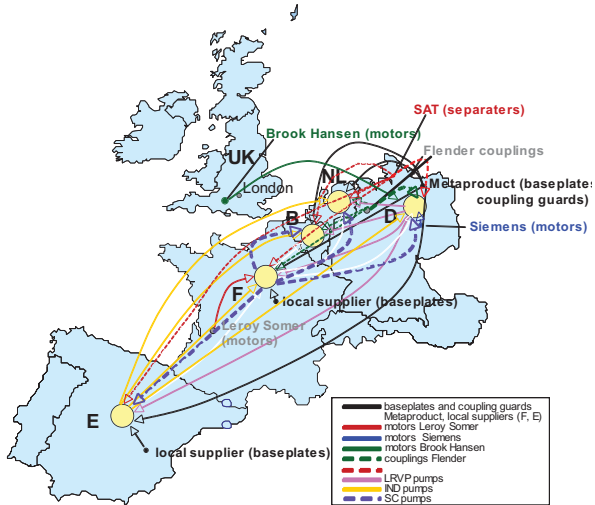 SAT (separaters)
Brook Hansen (motors)
Flender couplings
UK
NL
Metaproduct (baseplates
coupling guards)
London
B
D
Siemens (motors)
F
local supplier (baseplates)
Leroy Somer
(motors)
E
local supplier (baseplates)
baseplates and coupling guards
Metaproduct, local suppliers (F, E)
motors Leroy Somer
motors Siemens
motors Brook Hansen
couplings Flender
LRVP pumps
IND pumps
SC pumps